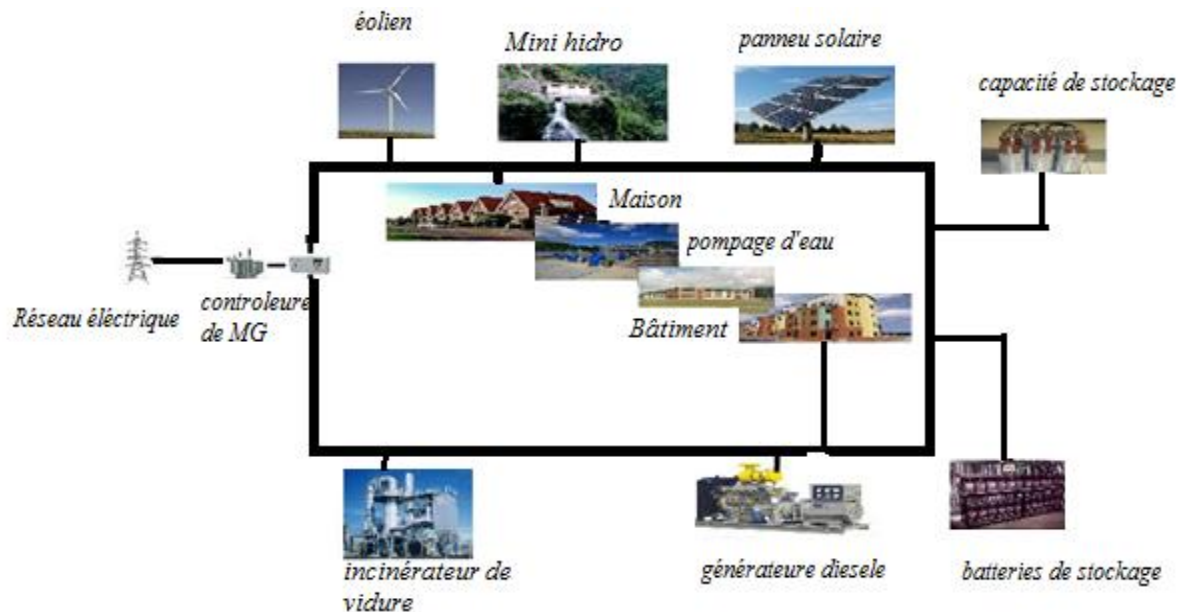 éolien
Mini hidro
panneu solaire
capacité de stockage
Maison
pompage d'eau
Réseau éléctrique
controleure
de MG
Bâtiment
incinérateur de
vidure
générateure diesele
batteries de stockage